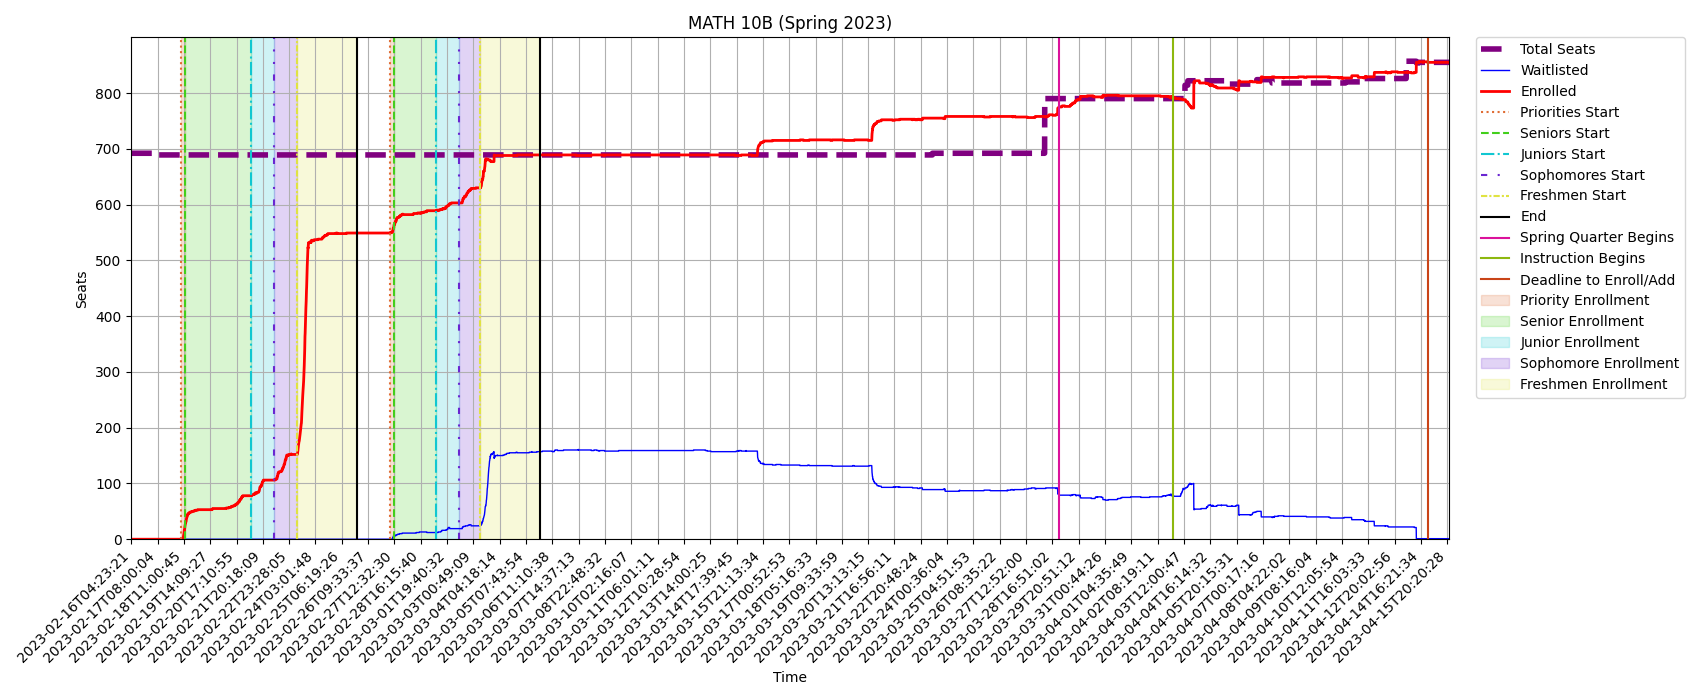 MATH 10B (Spring 2023)
Seats
800
700
600
500
400
300
200
100
0
2023-02-16T04:23:21
2023-02-17T08:00:04
2023-02-18T11:00:45
2023-02-19T14:09:27
2023-02-20T17:10:55
2023-02-21T20:18:09
2023-02-22T23:28:05
2023-02-24T03:01:48
2023-02-25T06:19:26
2023-02-26T09:33:37
2023-02-27T12:32:30
2023-02-28T16:15:40
2023-03-01T19:40:32
2023-03-03T00:49:09
2023-03-04T04:18:14
2023-03-05T07:43:54
2023-03-06T11:10:38
2023-03-07T14:37:13
2023-03-08T22:48:32
2023-03-10T02:16:07
2023-03-11T06:01:11
2023-03-12T10:28:54
2023-03-13T14:00:25
2023-03-14T17:39:45
2023-03-15T21:13:34
2023-03-17T00:52:53
2023-03-18T05:16:33
2023-03-19T09:33:59
2023-03-20T13:13:15
2023-03-21T16:56:11
2023-03-22T20:48:24
2023-03-24T00:36:04
2023-03-25T04:51:53
2023-03-26T08:35:22
2023-03-27T12:52:00
2023-03-28T16:51:02
2023-03-29T20:51:12
2023-03-31T00:44:26
2023-04-01T04:35:49
2023-04-02T08:19:11
2023-04-03T12:00:47
2023-04-04T16:14:32
2023-04-05T20:15:31
2023-04-07T00:17:16
2023-04-08T04:22:02
2023-04-09T08:16:04
2023-04-10T12:05:54
2023-04-11T16:03:33
2023-04-12T20:02:56
2023-04-14T16:21:34
2023-04-15T20:20:28
Time
Total Seats
Waitlisted
Enrolled
Priorities Start
Seniors Start
Juniors Start
Sophomores Start
Freshmen Start
End
Spring Quarter Begins
Instruction Begins
Deadline to Enroll/Add
Priority Enrollment
Senior Enrollment
Junior Enrollment
Sophomore Enrollment
Freshmen Enrollment